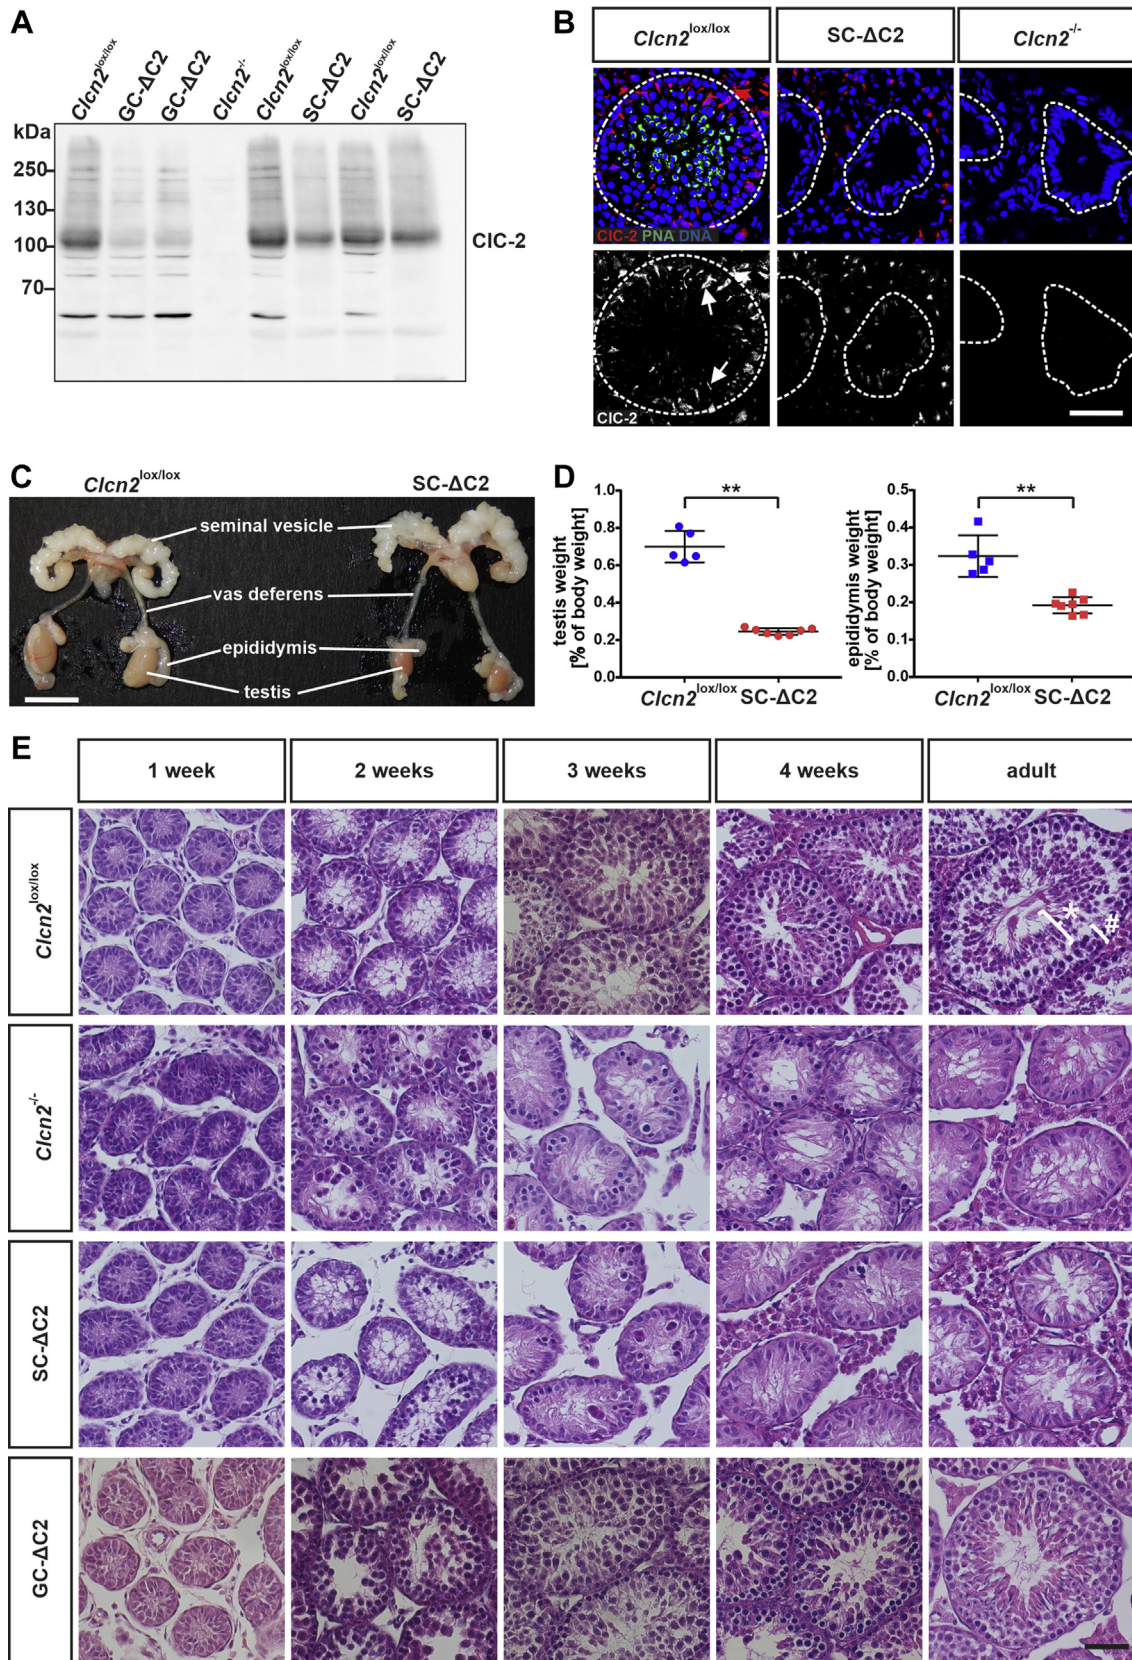 A
Clcn2lox/lox
GC-ΔC2
GC-ΔC2
Clcn2-/-
Clcn2lox/lox
SC-ΔC2
Clcn2lox/lox
SC-ΔC2
kDa
250
130
100
70
ClC-2
B
Clcn2lox/lox
SC-ΔC2
Clcn2-/-
ClC-2 PNA DNA
ClC-2
C
Clcn2lox/lox
SC-ΔC2
seminal vesicle
vas deferens
epididymis
testis
D
testis weight
[% of body weight]
1.0
0.8
0.6
0.4
0.2
0.0
**
Clcn2lox/lox SC-ΔC2
epididymis weight
[% of body weight]
0.5
0.4
0.3
0.2
0.1
0.0
**
Clcn2lox/lox SC-ΔC2
E
1 week
2 weeks
3 weeks
4 weeks
adult
Clcn2lox/lox
* #
Clcn2-/-
SC-ΔC2
GC-ΔC2